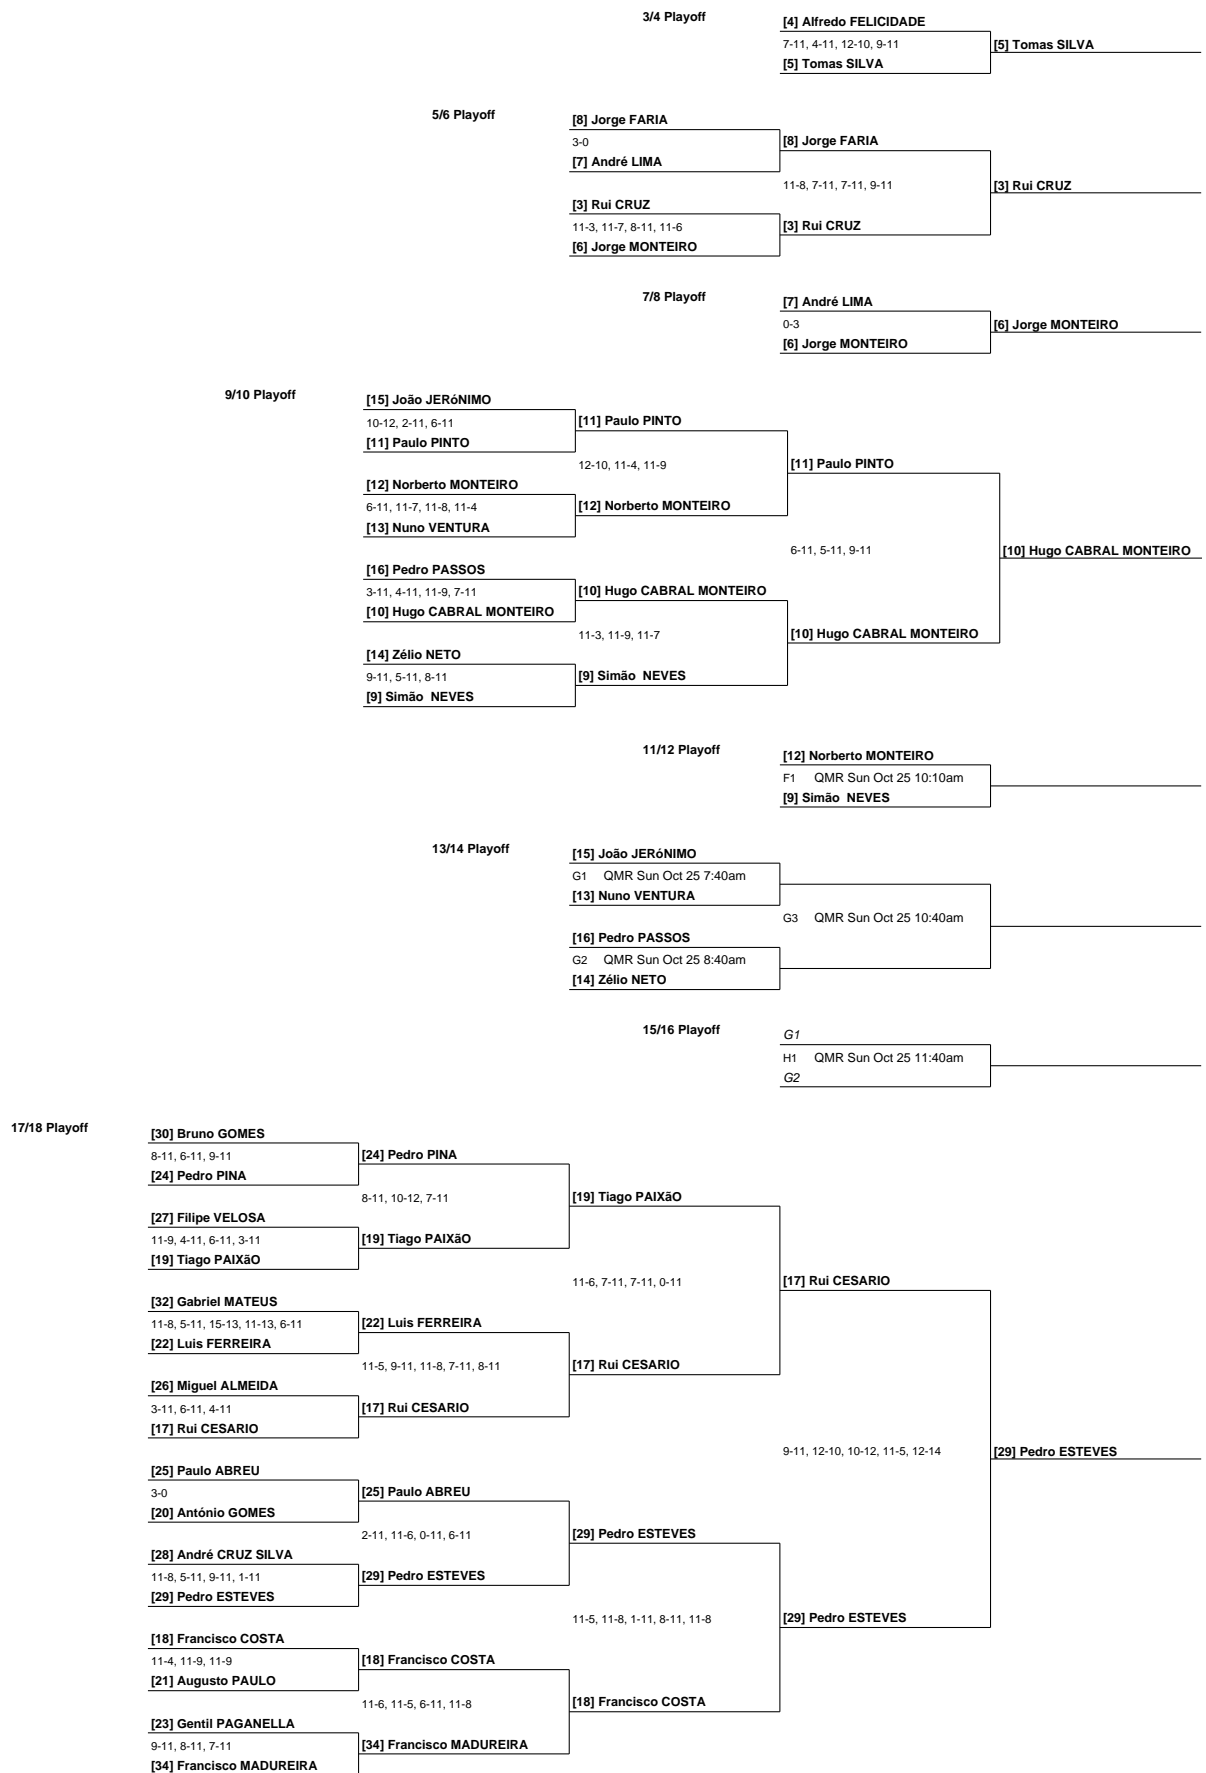 3/4 Playoff
[4] Alfredo FELICIDADE
7-11, 4-11, 12-10, 9-11
[5] Tomas SILVA
[5] Tomas SILVA
5/6 Playoff
[8] Jorge FARIA
3-0
[8] Jorge FARIA
[7] André LIMA
11-8, 7-11, 7-11, 9-11
[3] Rui CRUZ
[3] Rui CRUZ
11-3, 11-7, 8-11, 11-6
[3] Rui CRUZ
[6] Jorge MONTEIRO
7/8 Playoff
[7] André LIMA
0-3
[6] Jorge MONTEIRO
[6] Jorge MONTEIRO
9/10 Playoff
[15] João JERóNIMO
10-12, 2-11, 6-11
[11] Paulo PINTO
[11] Paulo PINTO
12-10, 11-4, 11-9
[11] Paulo PINTO
[12] Norberto MONTEIRO
6-11, 11-7, 11-8, 11-4
[12] Norberto MONTEIRO
[13] Nuno VENTURA
6-11, 5-11, 9-11
[10] Hugo CABRAL MONTEIRO
[16] Pedro PASSOS
3-11, 4-11, 11-9, 7-11
[10] Hugo CABRAL MONTEIRO
[10] Hugo CABRAL MONTEIRO
11-3, 11-9, 11-7
[10] Hugo CABRAL MONTEIRO
[14] Zélio NETO
9-11, 5-11, 8-11
[9] Simão  NEVES
[9] Simão  NEVES
11/12 Playoff
[12] Norberto MONTEIRO
F1 QMR Sun Oct 25 10:10am
[9] Simão  NEVES
13/14 Playoff
[15] João JERóNIMO
G1 QMR Sun Oct 25 7:40am
[13] Nuno VENTURA
G3 QMR Sun Oct 25 10:40am
[16] Pedro PASSOS
G2 QMR Sun Oct 25 8:40am
[14] Zélio NETO
15/16 Playoff
G1
H1 QMR Sun Oct 25 11:40am
G2
17/18 Playoff
[30] Bruno GOMES
8-11, 6-11, 9-11
[24] Pedro PINA
[24] Pedro PINA
8-11, 10-12, 7-11
[19] Tiago PAIXãO
[27] Filipe VELOSA
11-9, 4-11, 6-11, 3-11
[19] Tiago PAIXãO
[19] Tiago PAIXãO
11-6, 7-11, 7-11, 0-11
[17] Rui CESARIO
[32] Gabriel MATEUS
11-8, 5-11, 15-13, 11-13, 6-11
[22] Luis FERREIRA
[22] Luis FERREIRA
11-5, 9-11, 11-8, 7-11, 8-11
[17] Rui CESARIO
[26] Miguel ALMEIDA
3-11, 6-11, 4-11
[17] Rui CESARIO
[17] Rui CESARIO
9-11, 12-10, 10-12, 11-5, 12-14
[29] Pedro ESTEVES
[25] Paulo ABREU
3-0
[25] Paulo ABREU
[20] António GOMES
2-11, 11-6, 0-11, 6-11
[29] Pedro ESTEVES
[28] André CRUZ SILVA
11-8, 5-11, 9-11, 1-11
[29] Pedro ESTEVES
[29] Pedro ESTEVES
11-5, 11-8, 1-11, 8-11, 11-8
[29] Pedro ESTEVES
[18] Francisco COSTA
11-4, 11-9, 11-9
[18] Francisco COSTA
[21] Augusto PAULO
11-6, 11-5, 6-11, 11-8
[18] Francisco COSTA
[23] Gentil PAGANELLA
9-11, 8-11, 7-11
[34] Francisco MADUREIRA
[34] Francisco MADUREIRA